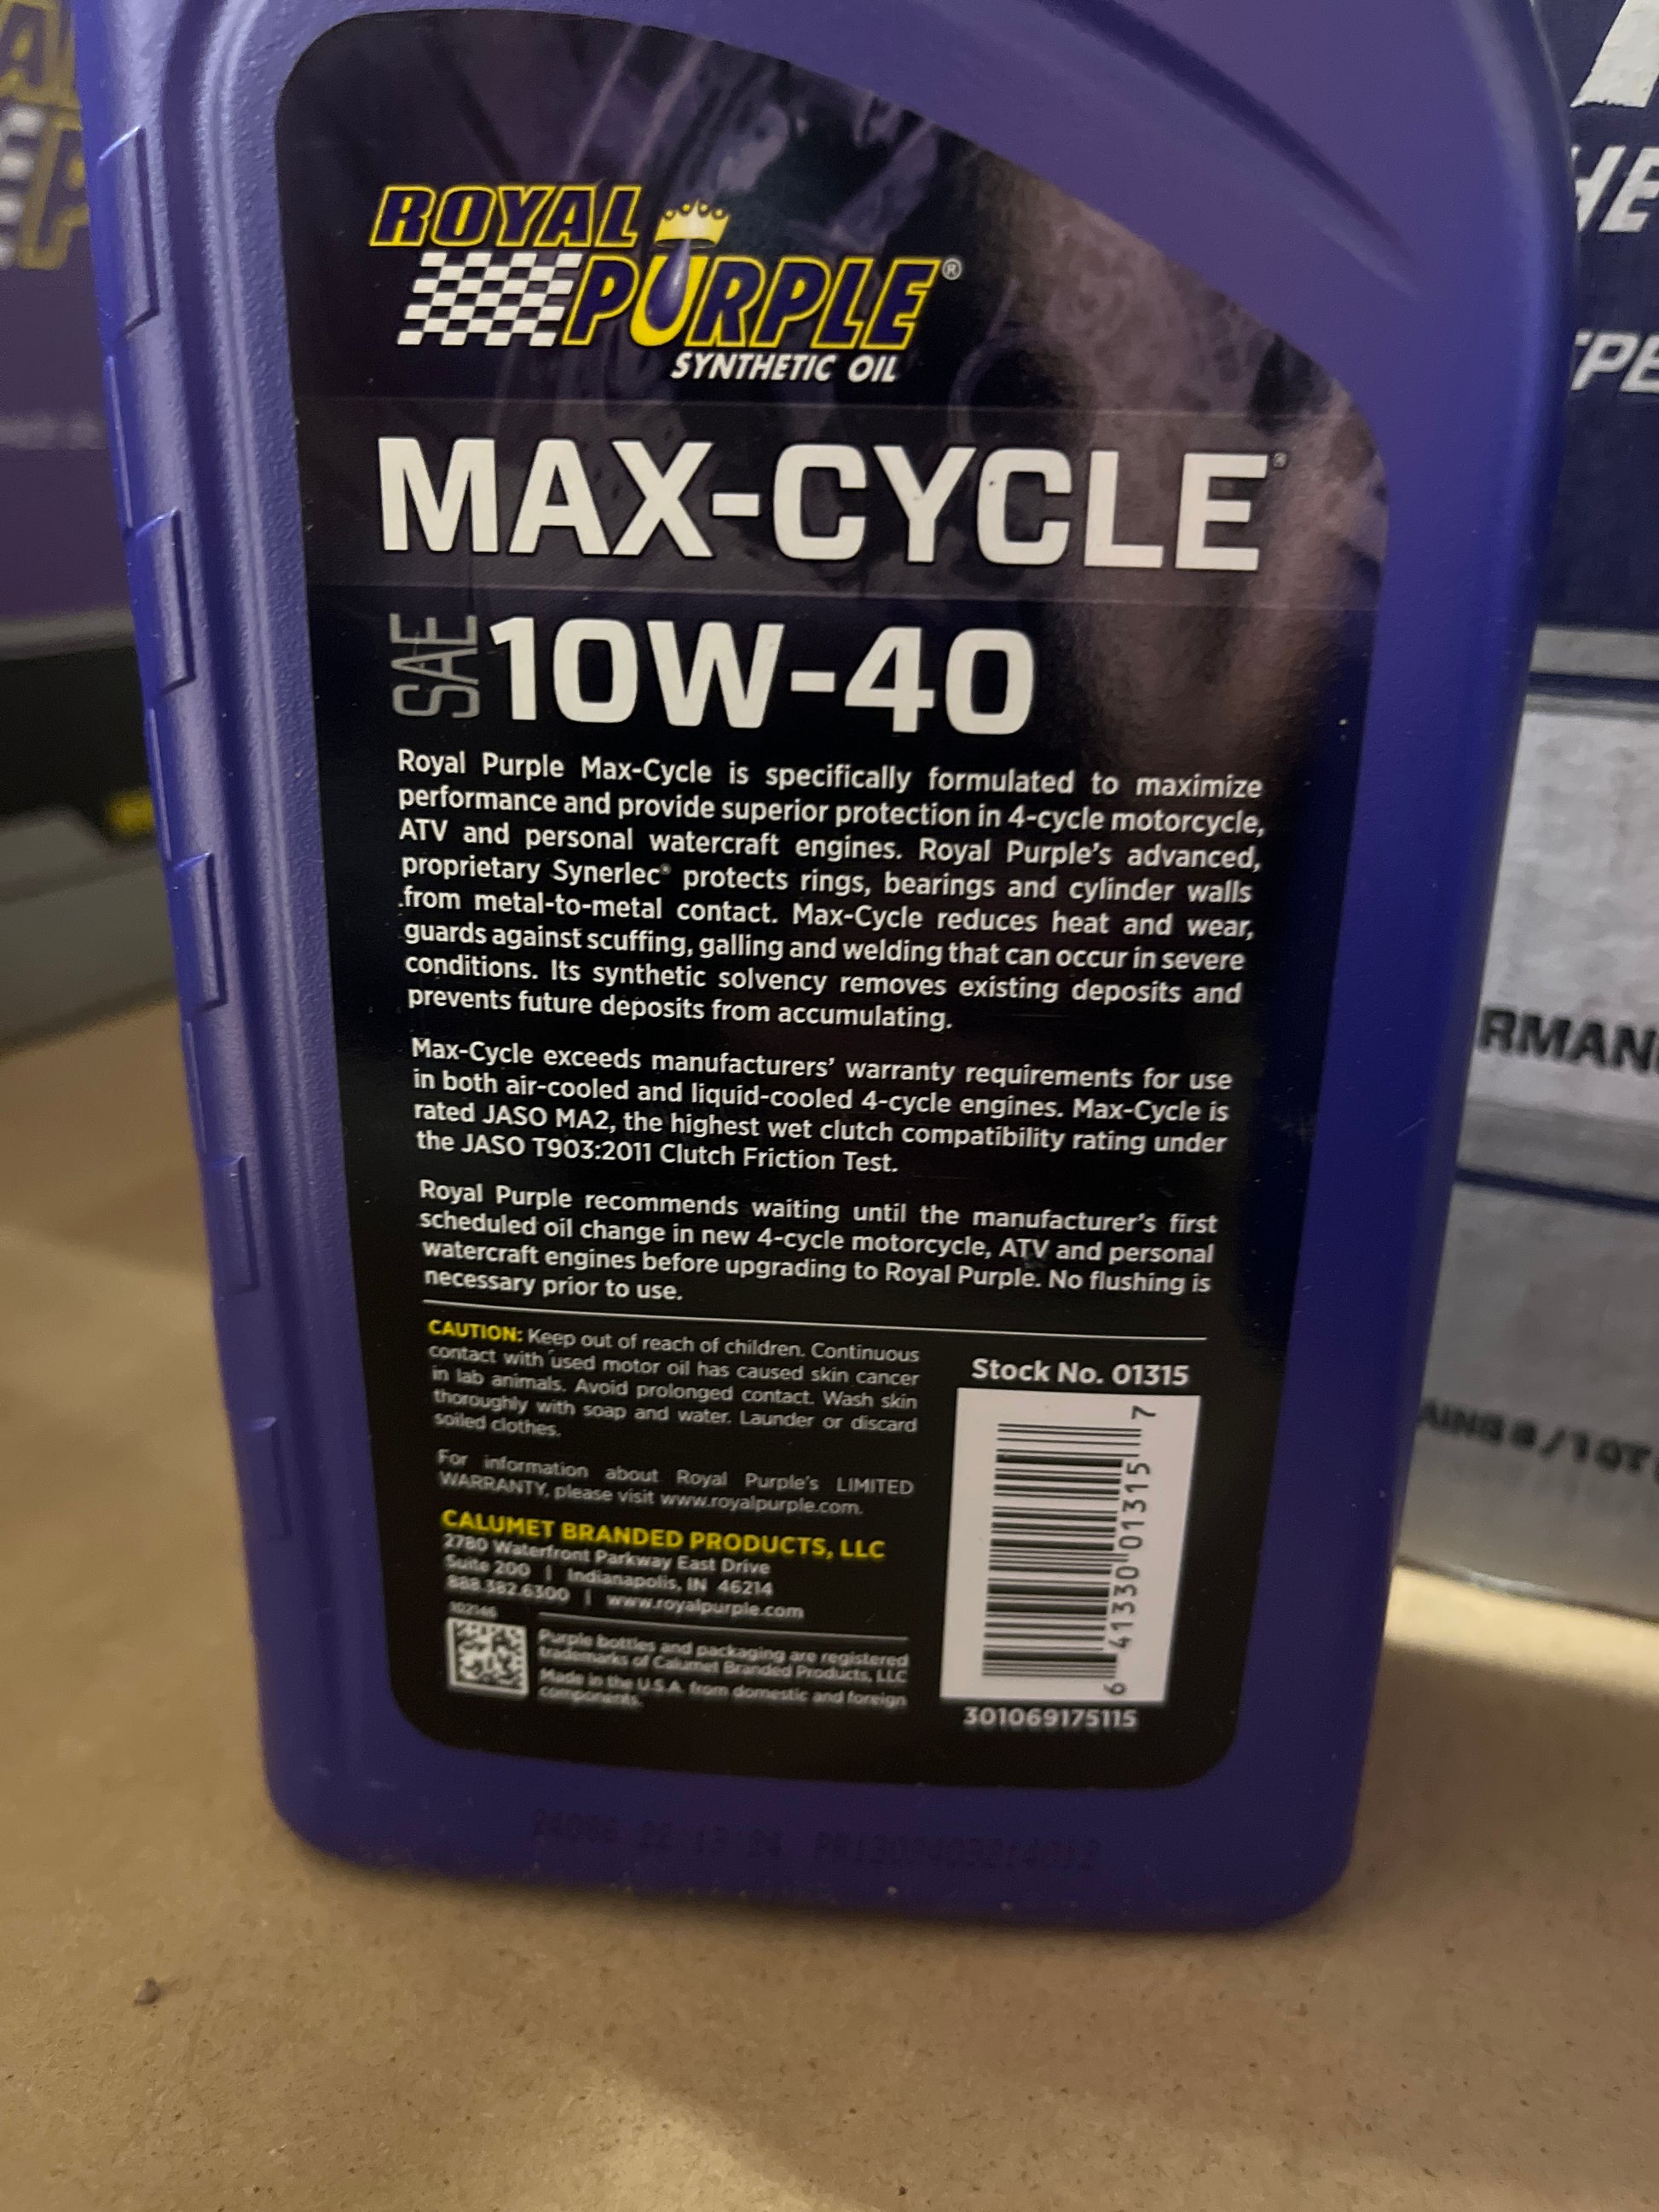 ROYAL
PURPLE®
SYNTHETIC OIL
MAX-CYCLE®
SAE 10W-40
Royal Purple Max-Cycle is specifically formulated to maximize
performance and provide superior protection in 4-cycle motorcycle,
ATV and personal watercraft engines. Royal Purple's advanced,
proprietary Synerlec® protects rings, bearings and cylinder walls
from metal-to-metal contact. Max-Cycle reduces heat and wear,
guards against scuffing, galling and welding that can occur in severe
conditions. Its synthetic solvency removes existing deposits and
prevents future deposits from accumulating.
Max-Cycle exceeds manufacturers' warranty requirements for use
in both air-cooled and liquid-cooled 4-cycle engines. Max-Cycle is
rated JASO MA2, the highest wet clutch compatibility rating under
the JASO T903:2011 Clutch Friction Test.
Royal Purple recommends waiting until the manufacturer's first
scheduled oil change in new 4-cycle motorcycle, ATV and personal
watercraft engines before upgrading to Royal Purple. No flushing is
necessary prior to use.
CAUTION: Keep out of reach of children. Continuous
contact with used motor oil has caused skin cancer
in lab animals. Avoid prolonged contact. Wash skin
thoroughly with soap and water. Launder or discard
soiled clothes.
For information about Royal Purple's LIMITED
WARRANTY, please visit www.royalpurple.com.
CALUMET BRANDED PRODUCTS, LLC
2780 Waterfront Parkway East Drive
Suite 200 | Indianapolis, IN 46214
888.382.6300 | www.royalpurple.com
102146
Purple bottles and packaging are registered
trademarks of Calumet Branded Products, LLC
Made in the U.S.A. from domestic and foreign
components.
Stock No. 01315
6 41330 01315 7
301069175115
HE
PE
RMAN